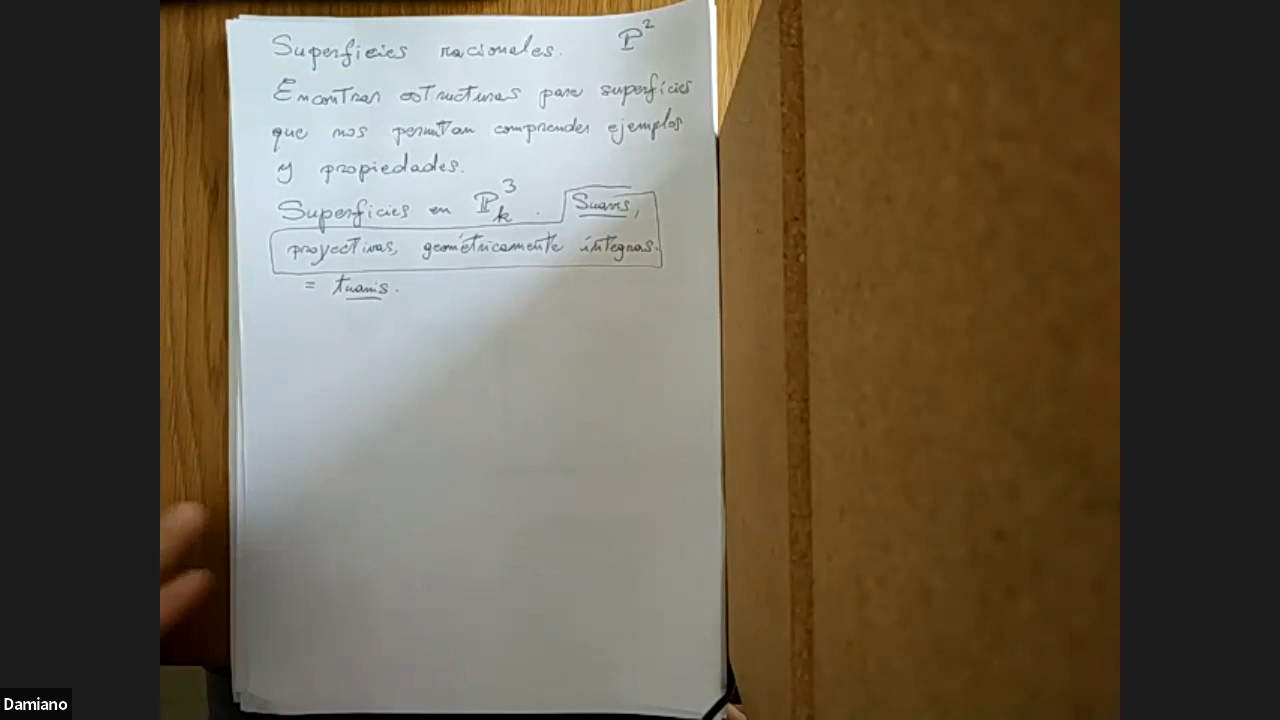 Superficies racionales. P²
Encontrar estructuras para superficies
que nos permitan comprender ejemplos
y propiedades.
Superficies en P³ₖ. Suaves,
proyectivas, geométricamente íntegras.
= tuanis.
Damiano